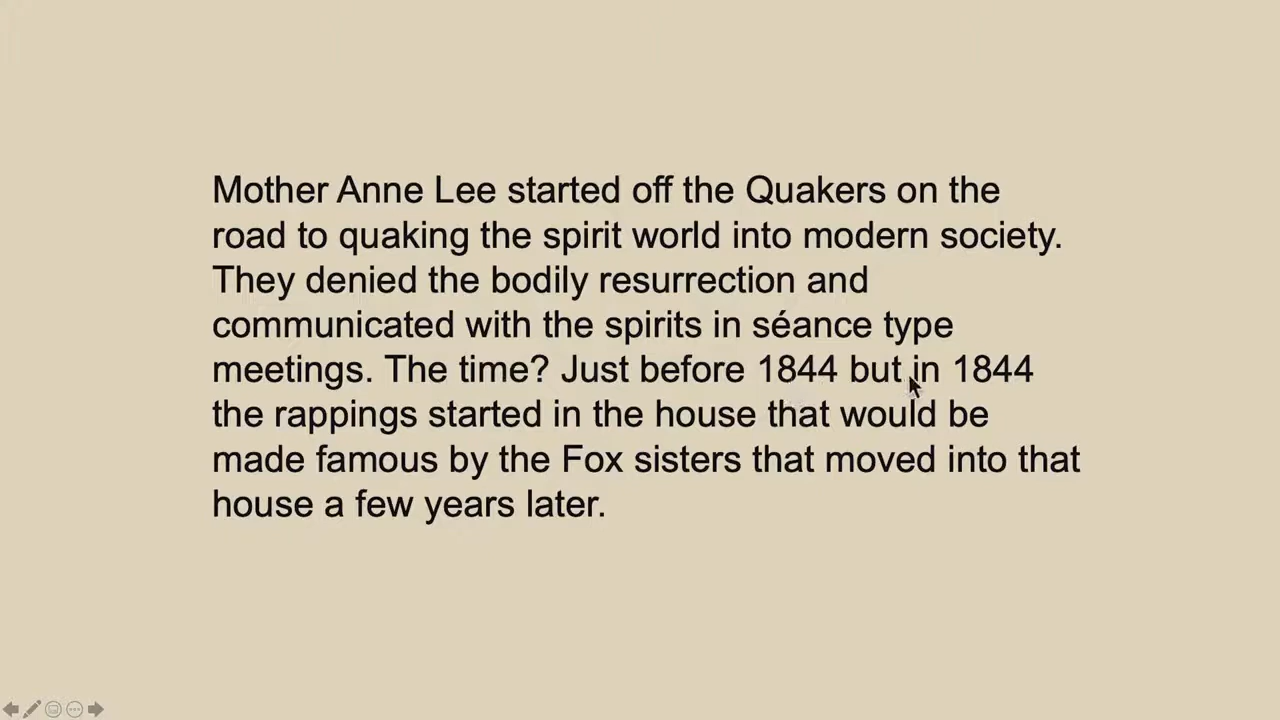 Mother Anne Lee started off the Quakers on the
road to quaking the spirit world into modern society.
They denied the bodily resurrection and
communicated with the spirits in séance type
meetings. The time? Just before 1844 but in 1844
the rappings started in the house that would be
made famous by the Fox sisters that moved into that
house a few years later.